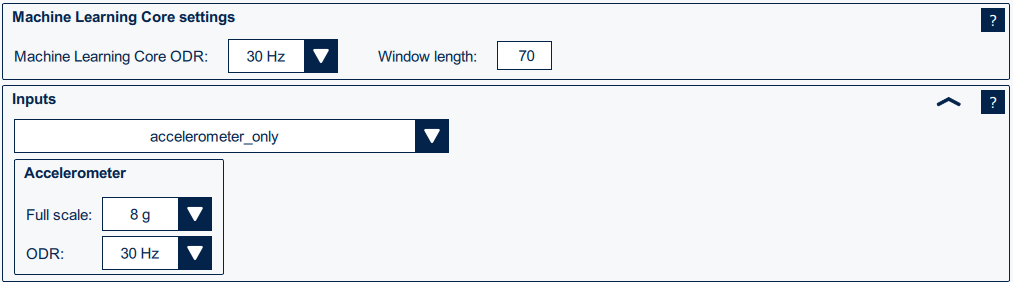 Machine Learning Core settings
?
Machine Learning Core ODR: 30 Hz Window length: 70
Inputs
?
accelerometer_only
Accelerometer
Full scale: 8 g
ODR: 30 Hz